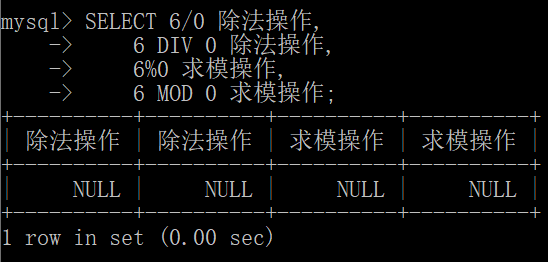 mysql> SELECT 6/0 除法操作,
    -> 6 DIV 0 除法操作,
    -> 6%0 求模操作,
    -> 6 MOD 0 求模操作;
+----------+----------+----------+----------+
| 除法操作 | 除法操作 | 求模操作 | 求模操作 |
+----------+----------+----------+----------+
|     NULL |     NULL |     NULL |     NULL |
+----------+----------+----------+----------+
1 row in set (0.00 sec)